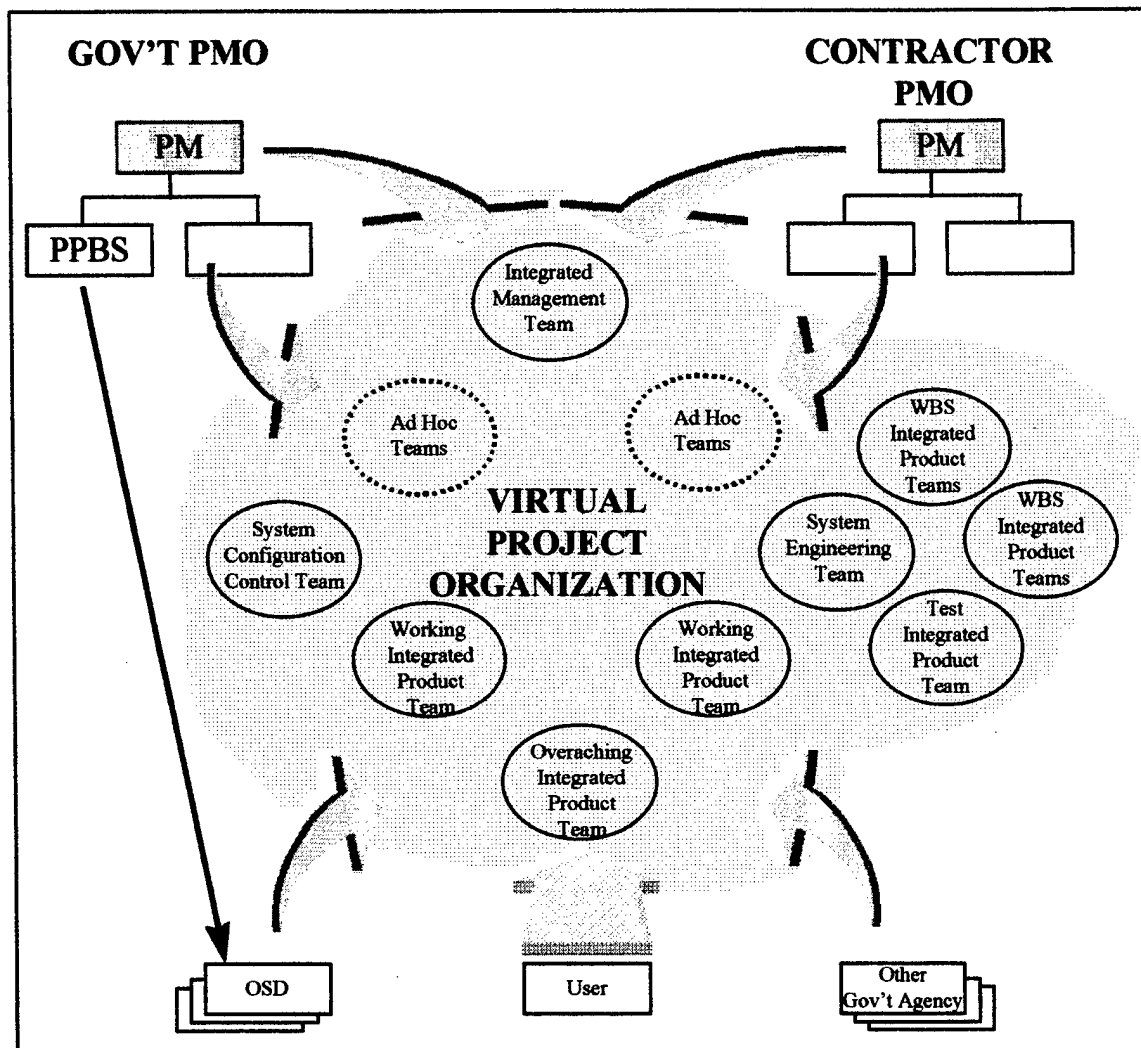 GOV'T PMO
CONTRACTOR
PMO
PM
PM
PPBS
Integrated
Management
Team
Ad Hoc
Teams
Ad Hoc
Teams
WBS
Integrated
Product
Teams
WBS
Integrated
Product
Teams
VIRTUAL
PROJECT
ORGANIZATION
System
Configuration
Control Team
System
Engineering
Team
Working
Integrated
Product
Team
Working
Integrated
Product
Team
Test
Integrated
Product
Team
Overaching
Integrated
Product
Team
OSD
User
Other
Gov't Agency